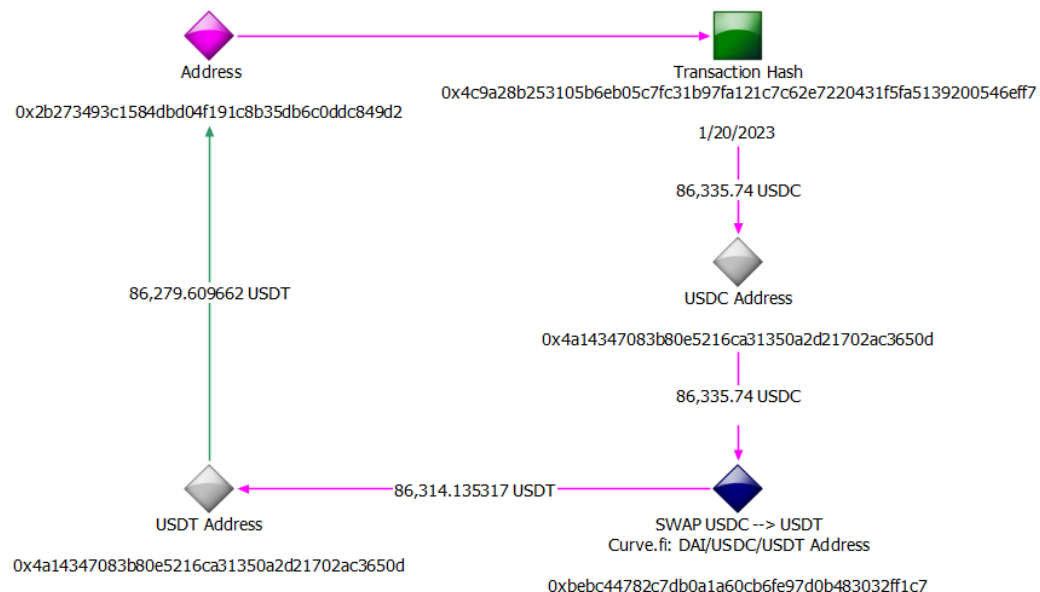 Address
0x2b273493c1584dbd04f191c8b35db6c0ddc849d2
Transaction Hash
0x4c9a28b253105b6eb05c7fc31b97fa121c7c62e7220431f5fa5139200546eff7
1/20/2023
86,335.74 USDC
USDC Address
0x4a14347083b80e5216ca31350a2d21702ac3650d
86,335.74 USDC
SWAP USDC --> USDT
Curve.fi: DAI/USDC/USDT Address
0xbebc44782c7db0a1a60cb6fe97d0b483032ff1c7
86,314.135317 USDT
USDT Address
0x4a14347083b80e5216ca31350a2d21702ac3650d
86,279.609662 USDT